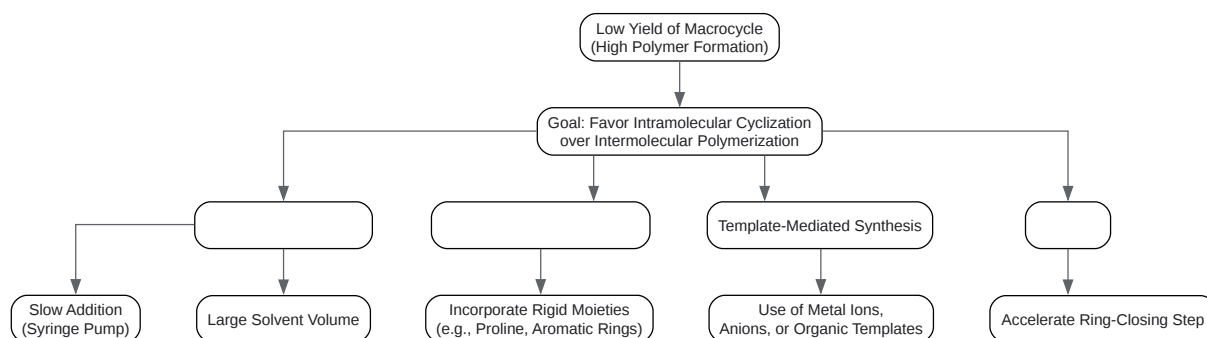 Low Yield of Macrocycle
(High Polymer Formation)
Goal: Favor Intramolecular Cyclization
over Intermolecular Polymerization
Template-Mediated Synthesis
Slow Addition
(Syringe Pump)
Large Solvent Volume
Incorporate Rigid Moieties
(e.g., Proline, Aromatic Rings)
Use of Metal Ions,
Anions, or Organic Templates
Accelerate Ring-Closing Step